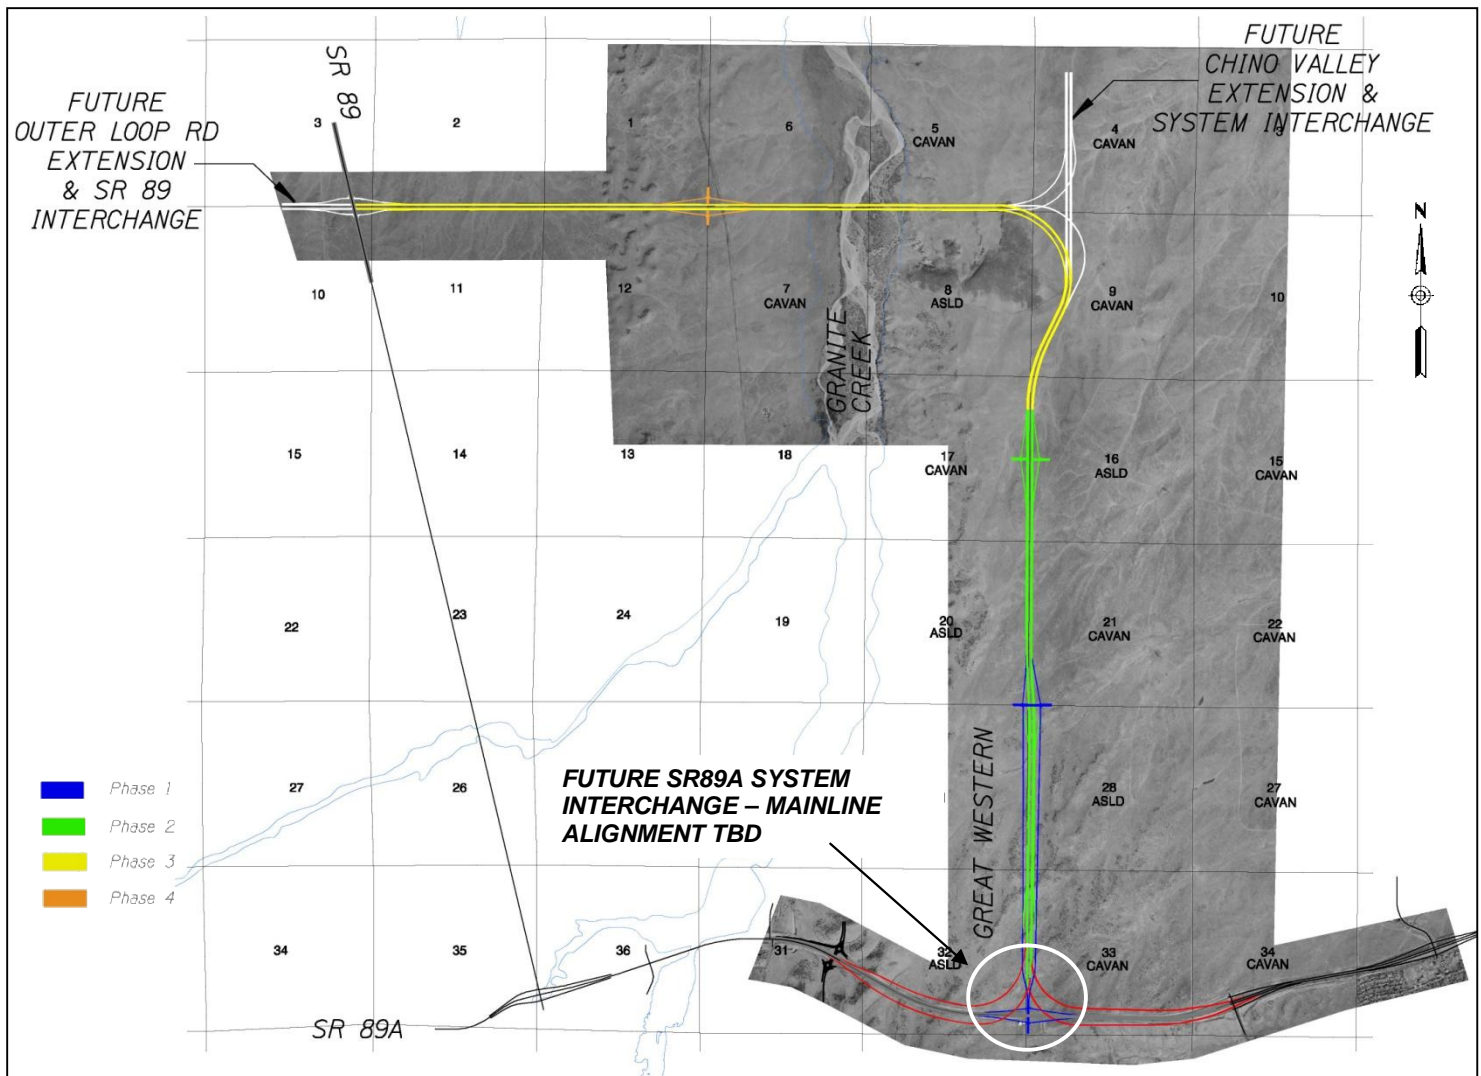 FUTURE
OUTER LOOP RD
EXTENSION
& SR 89
INTERCHANGE
SR 89
FUTURE
CHINO VALLEY
EXTENSION &
SYSTEM INTERCHANGE
3
2
1
6
5
CAVAN
4
CAVAN
3
N
10
11
12
7
CAVAN
8
ASLD
9
CAVAN
10
GRANITE
CREEK
15
14
13
18
17
CAVAN
16
ASLD
15
CAVAN
22
23
24
19
20
ASLD
21
CAVAN
22
CAVAN
27
26
FUTURE SR89A SYSTEM
INTERCHANGE – MAINLINE
ALIGNMENT TBD
GREAT WESTERN
28
ASLD
27
CAVAN
Phase 1
Phase 2
Phase 3
Phase 4
34
35
36
31
32
ASLD
33
CAVAN
34
CAVAN
SR 89A